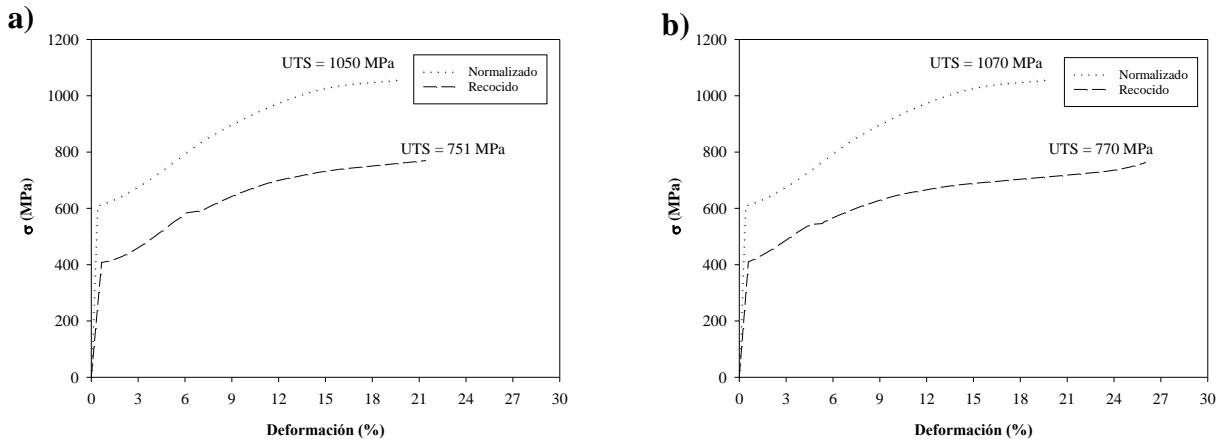 a)
1200
1000
800
600
400
200
0
σ (MPa)
UTS = 1050 MPa
Normalizado
Recocido
UTS = 751 MPa
0 3 6 9 12 15 18 21 24 27 30
Deformación (%)
b)
1200
1000
800
600
400
200
0
σ (MPa)
UTS = 1070 MPa
Normalizado
Recocido
UTS = 770 MPa
0 3 6 9 12 15 18 21 24 27 30
Deformación (%)